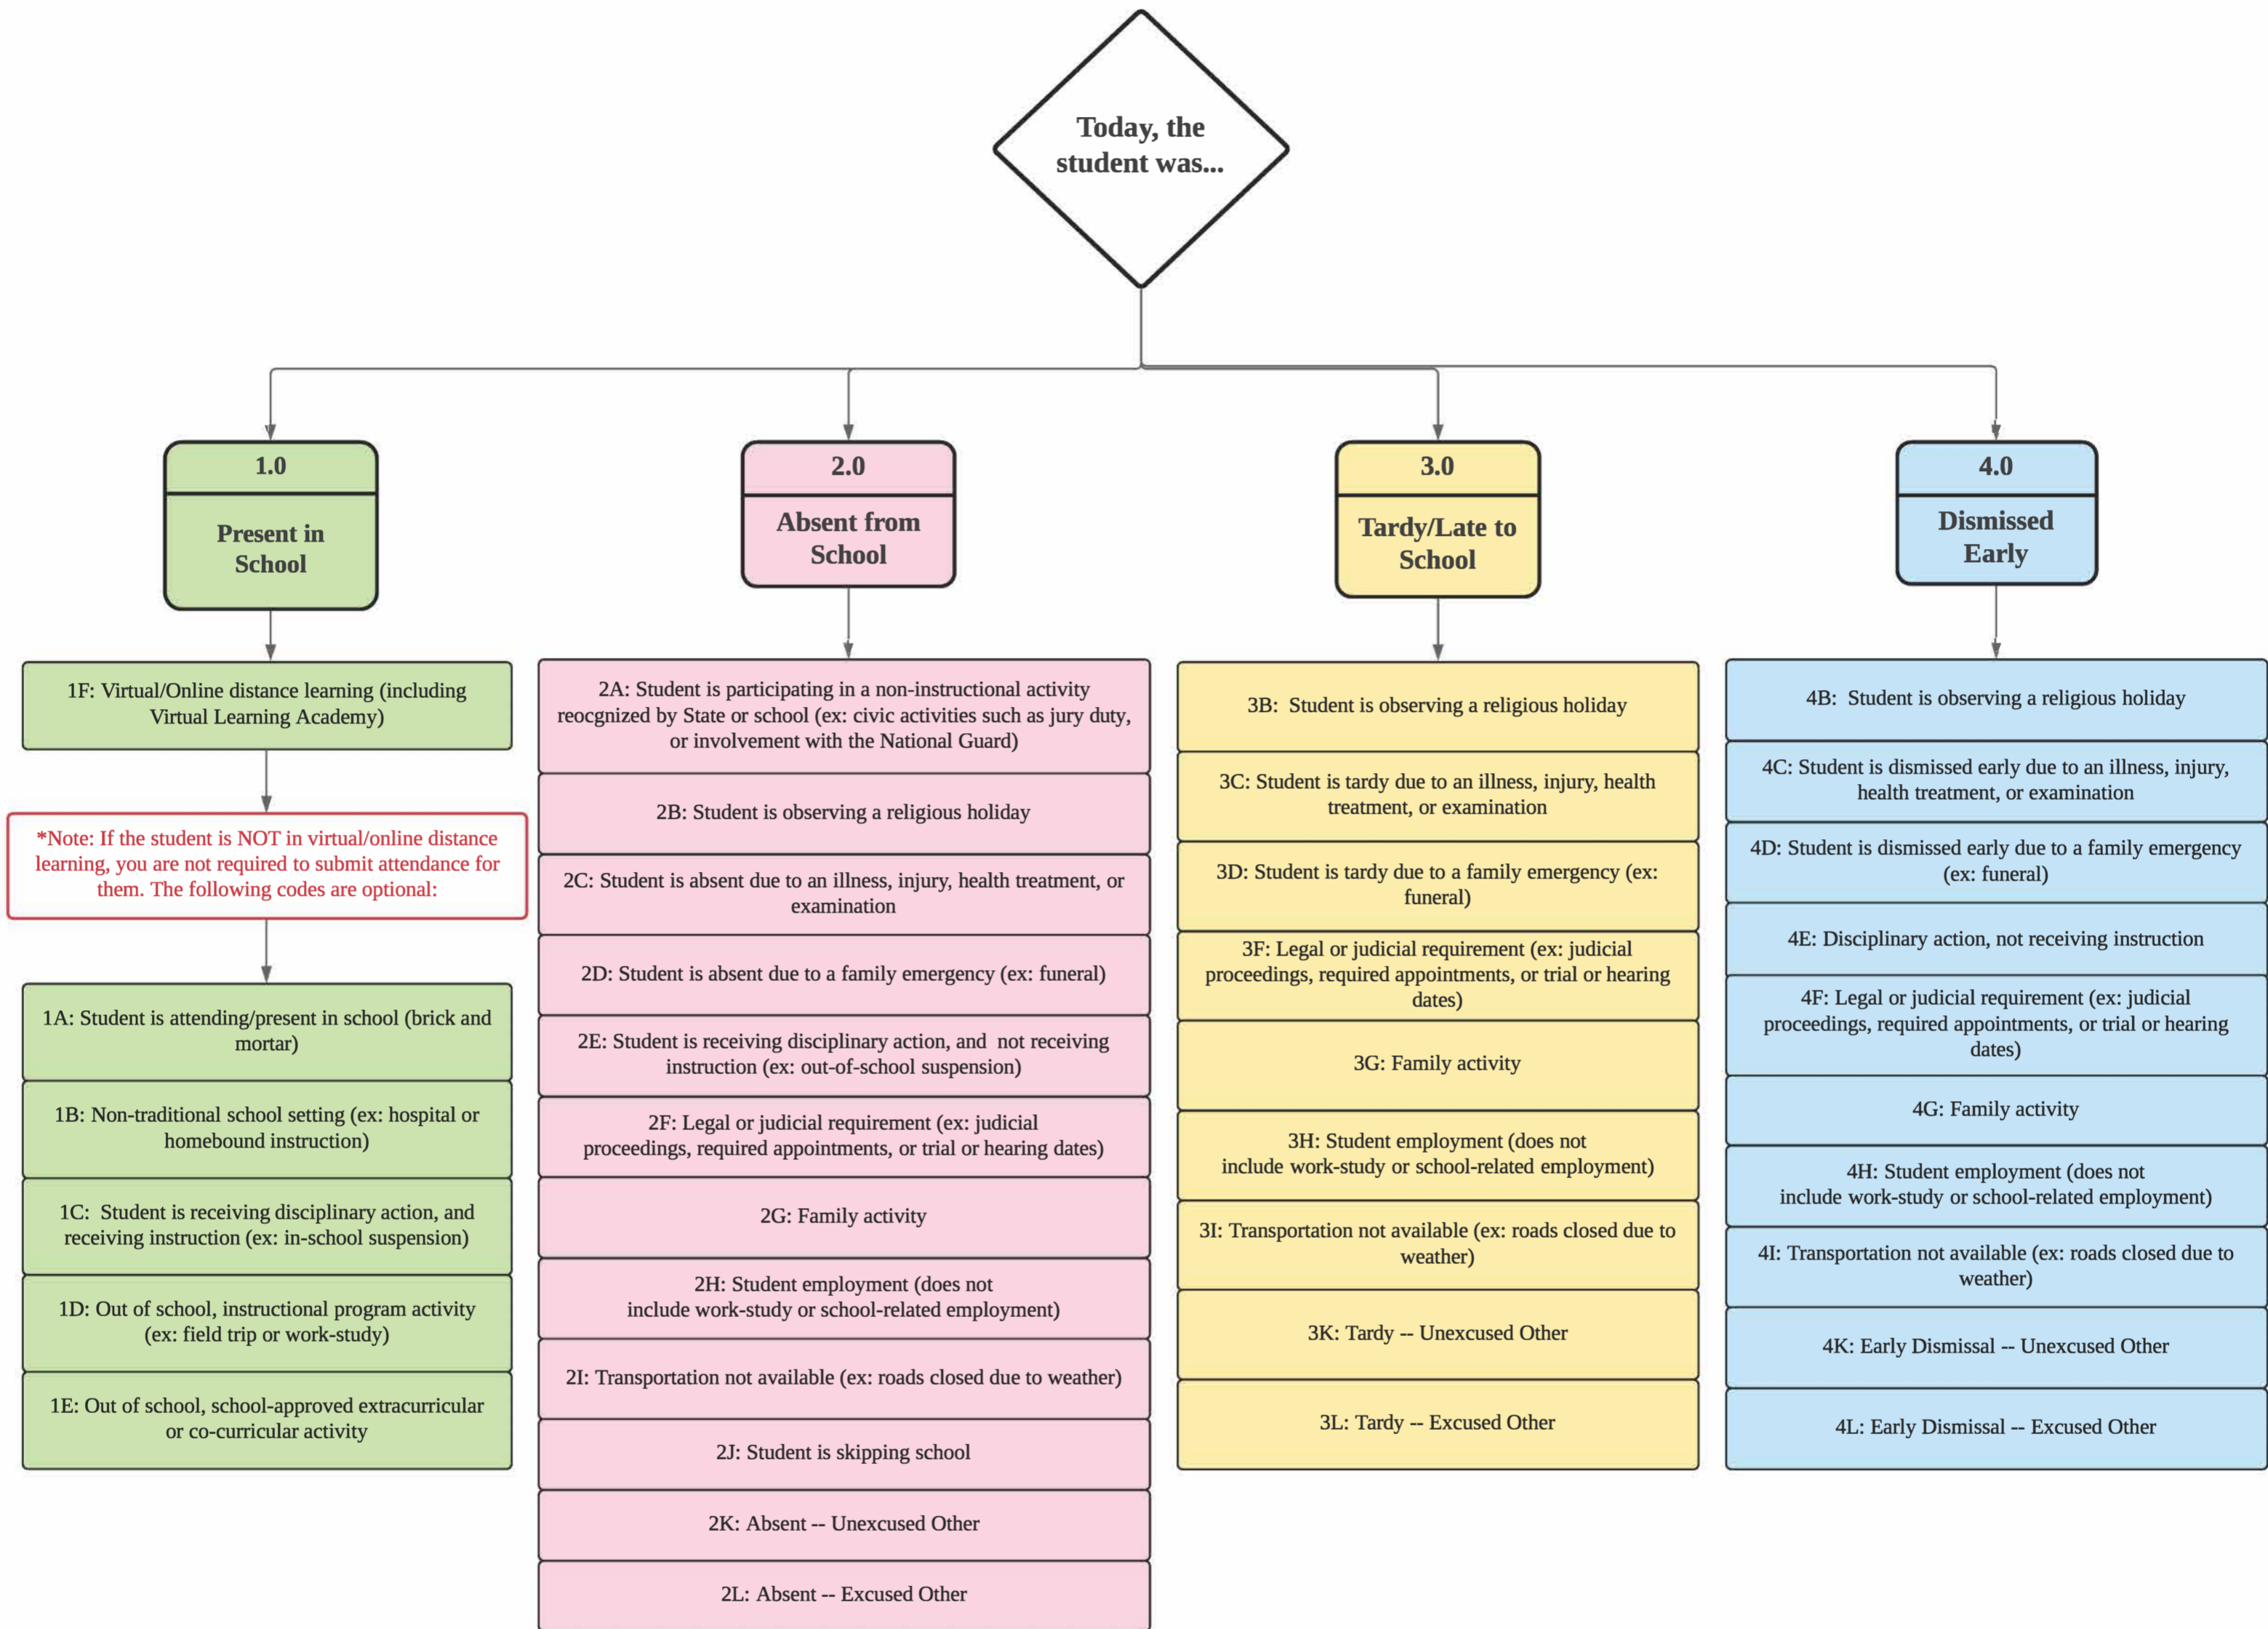 Today, the
student was...
1.0
Present in
School
1F: Virtual/Online distance learning (including
Virtual Learning Academy)
*Note: If the student is NOT in virtual/online distance
learning, you are not required to submit attendance for
them. The following codes are optional:
1A: Student is attending/present in school (brick and
mortar)
1B: Non-traditional school setting (ex: hospital or
homebound instruction)
1C:  Student is receiving disciplinary action, and
receiving instruction (ex: in-school suspension)
1D: Out of school, instructional program activity
(ex: field trip or work-study)
1E: Out of school, school-approved extracurricular
or co-curricular activity
2.0
Absent from
School
2A: Student is participating in a non-instructional activity
reocgnized by State or school (ex: civic activities such as jury duty,
or involvement with the National Guard)
2B: Student is observing a religious holiday
2C: Student is absent due to an illness, injury, health treatment, or
examination
2D: Student is absent due to a family emergency (ex: funeral)
2E: Student is receiving disciplinary action, and  not receiving
instruction (ex: out-of-school suspension)
2F: Legal or judicial requirement (ex: judicial
proceedings, required appointments, or trial or hearing dates)
2G: Family activity
2H: Student employment (does not
include work-study or school-related employment)
2I: Transportation not available (ex: roads closed due to weather)
2J: Student is skipping school
2K: Absent -- Unexcused Other
2L: Absent -- Excused Other
3.0
Tardy/Late to
School
3B:  Student is observing a religious holiday
3C: Student is tardy due to an illness, injury, health
treatment, or examination
3D: Student is tardy due to a family emergency (ex:
funeral)
3F: Legal or judicial requirement (ex: judicial
proceedings, required appointments, or trial or hearing
dates)
3G: Family activity
3H: Student employment (does not
include work-study or school-related employment)
3I: Transportation not available (ex: roads closed due to
weather)
3K: Tardy -- Unexcused Other
3L: Tardy -- Excused Other
4.0
Dismissed
Early
4B:  Student is observing a religious holiday
4C: Student is dismissed early due to an illness, injury,
health treatment, or examination
4D: Student is dismissed early due to a family emergency
(ex: funeral)
4E: Disciplinary action, not receiving instruction
4F: Legal or judicial requirement (ex: judicial
proceedings, required appointments, or trial or hearing
dates)
4G: Family activity
4H: Student employment (does not
include work-study or school-related employment)
4I: Transportation not available (ex: roads closed due to
weather)
4K: Early Dismissal -- Unexcused Other
4L: Early Dismissal -- Excused Other